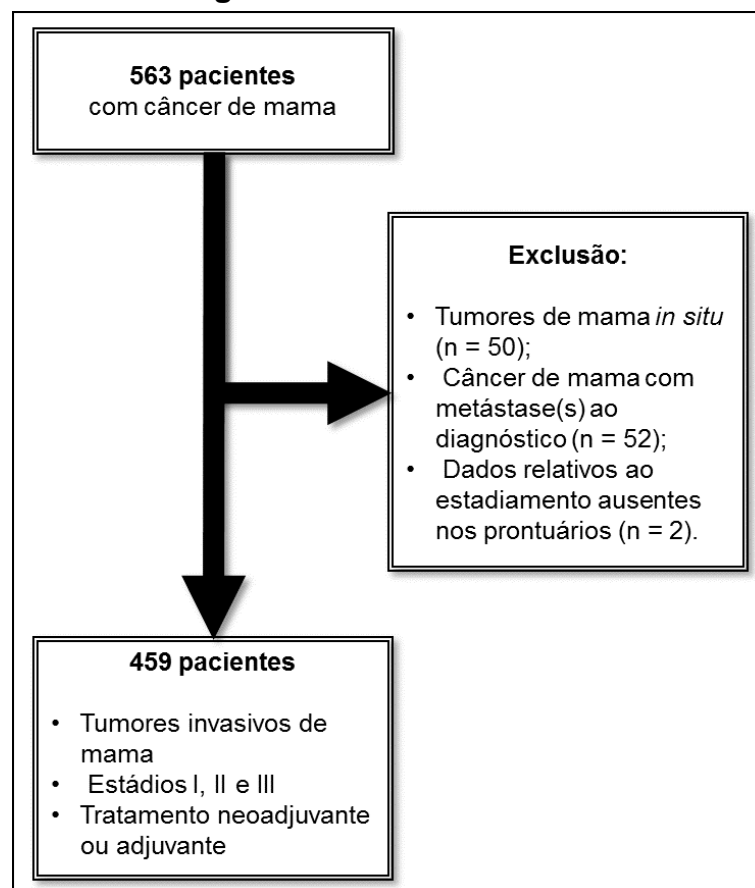 563 pacientes
com câncer de mama
Exclusão:
• Tumores de mama in situ
(n = 50);
• Câncer de mama com
metástase(s) ao
diagnóstico (n = 52);
• Dados relativos ao
estadiamento ausentes
nos prontuários (n = 2).
459 pacientes
• Tumores invasivos de
mama
• Estádios I, II e III
• Tratamento neoadjuvante
ou adjuvante